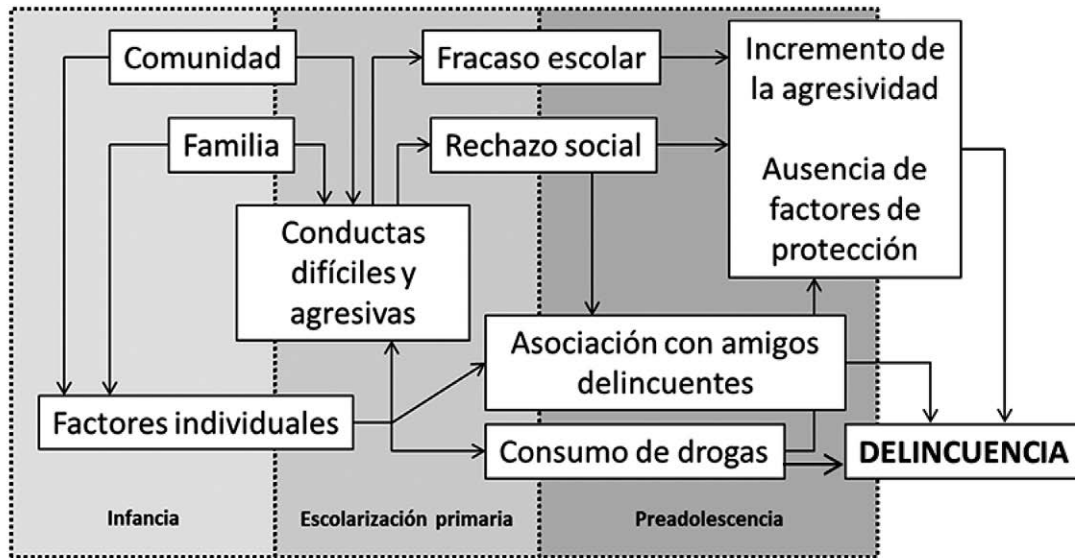 Comunidad
Fracaso escolar
Incremento de
la agresividad
Familia
Rechazo social
Ausencia de
factores de
protección
Conductas
difíciles y
agresivas
Asociación con amigos
delincuentes
Factores individuales
Consumo de drogas
DELINCUENCIA
Infancia
Escolarización primaria
Preadolescencia